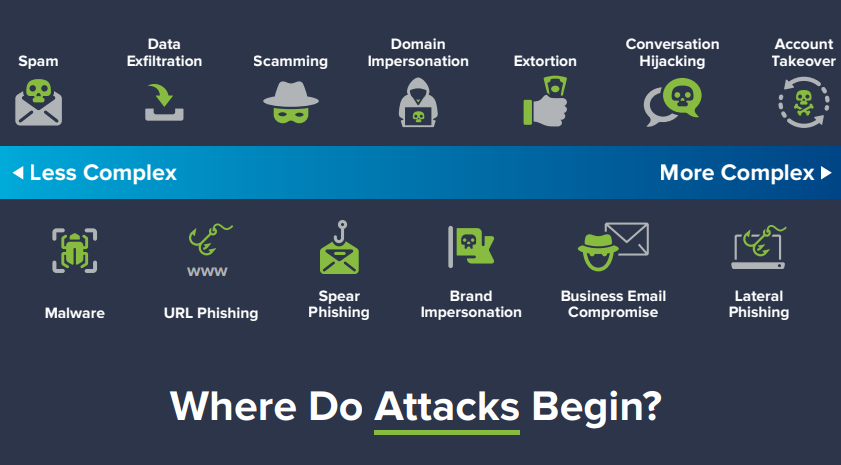 Spam
Data
Exfiltration
Scamming
Domain
Impersonation
Extortion
Conversation
Hijacking
Account
Takeover
Less Complex
More Complex
www
Malware
URL Phishing
Spear
Phishing
Brand
Impersonation
Business Email
Compromise
Lateral
Phishing
Where Do Attacks Begin?